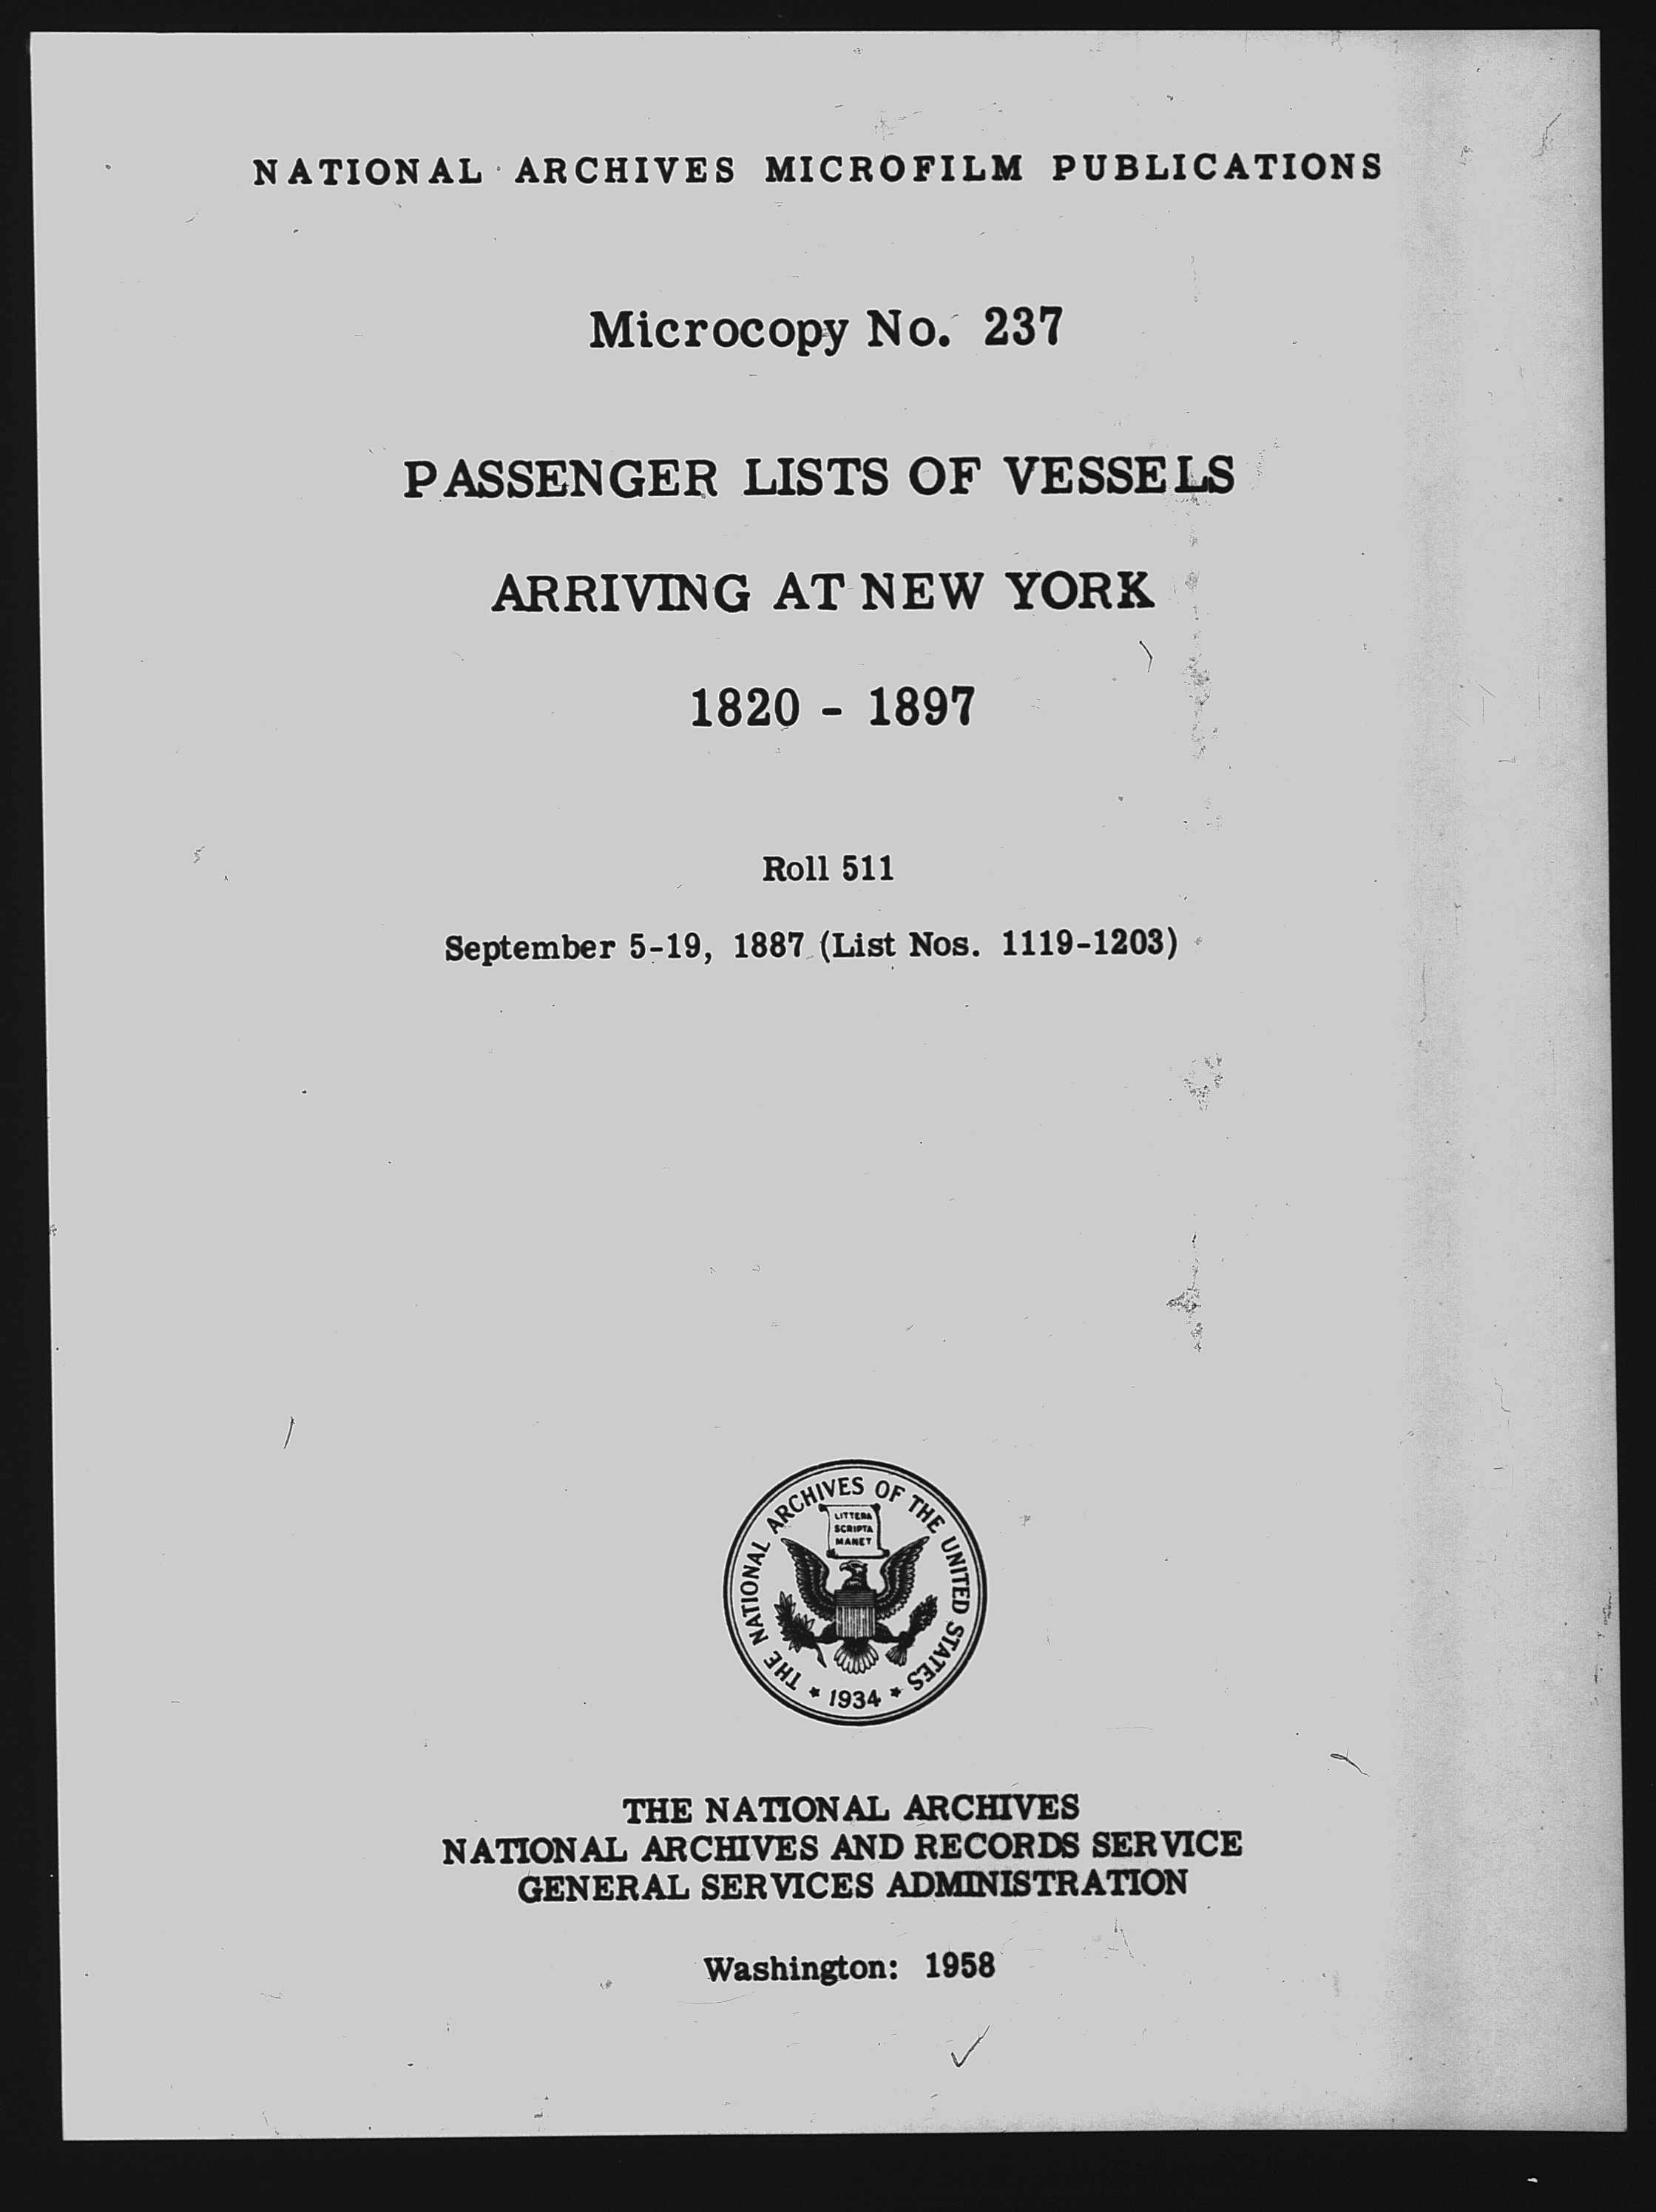 NATIONAL ARCHIVES MICROFILM PUBLICATIONS
Microcopy No. 237
PASSENGER LISTS OF VESSELS
ARRIVING AT NEW YORK
1820 - 1897
Roll 511
September 5-19, 1887 (List Nos. 1119-1203)
THE NATIONAL ARCHIVES OF THE UNITED STATES
LITTERA
SCRIPTA
MANET
★ 1934 ★
THE NATIONAL ARCHIVES
NATIONAL ARCHIVES AND RECORDS SERVICE
GENERAL SERVICES ADMINISTRATION
Washington: 1958